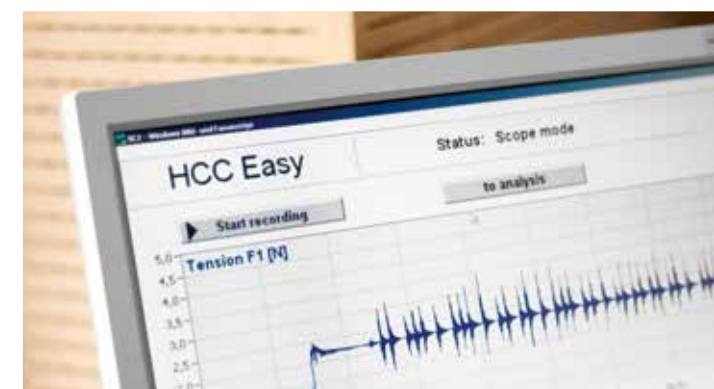 HCC Easy
Status: Scope mode
Start recording
to analysis
5,0
Tension F1 [N]
4,5
4,0
3,5
3,0
2,5